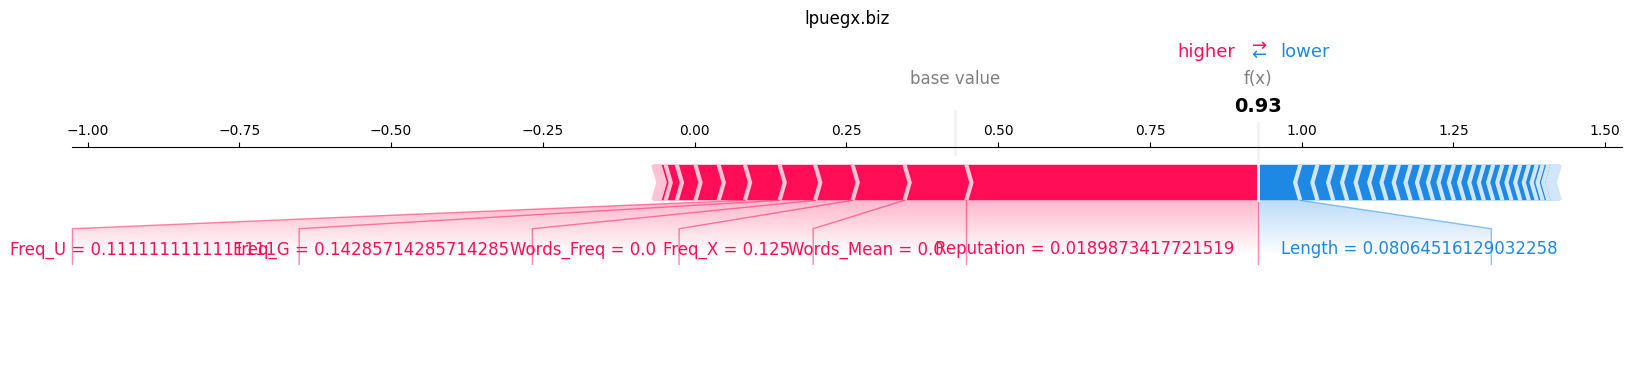 lpuegx.biz
higher ⇄ lower
base value f(x)
0.93
−1.00 −0.75 −0.50 −0.25 0.00 0.25 0.50 0.75 1.00 1.25 1.50
Freq_U = 0.1111111111111111 Freq_G = 0.14285714285714285 Words_Freq = 0.0 Freq_X = 0.125 Words_Mean = 0.0 Reputation = 0.0189873417721519 Length = 0.08064516129032258